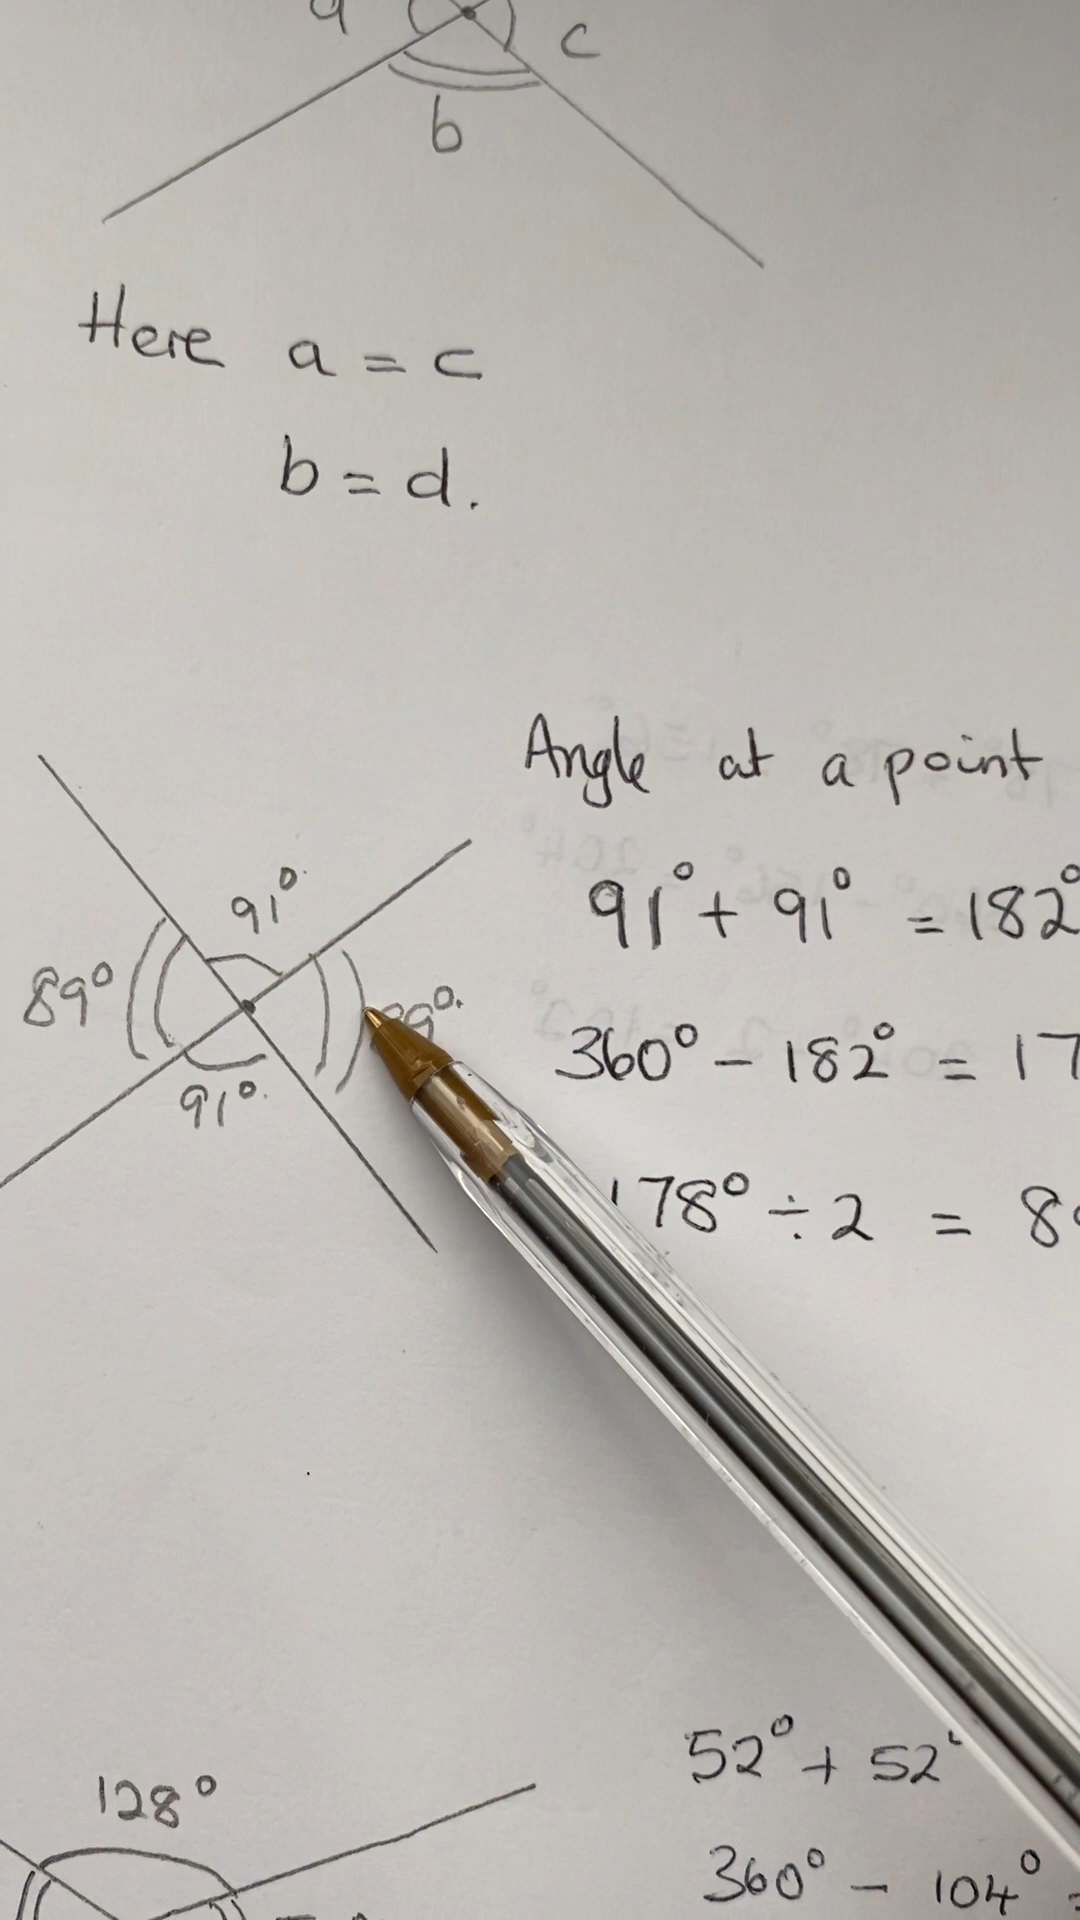 a
c
b
Here a = c
b = d.
Angle at a point
91° + 91° = 182°
91°
89°
9°.
360° - 182° = 17
91°.
178° ÷ 2 = 8
52° + 52°
128°
360° - 104° =